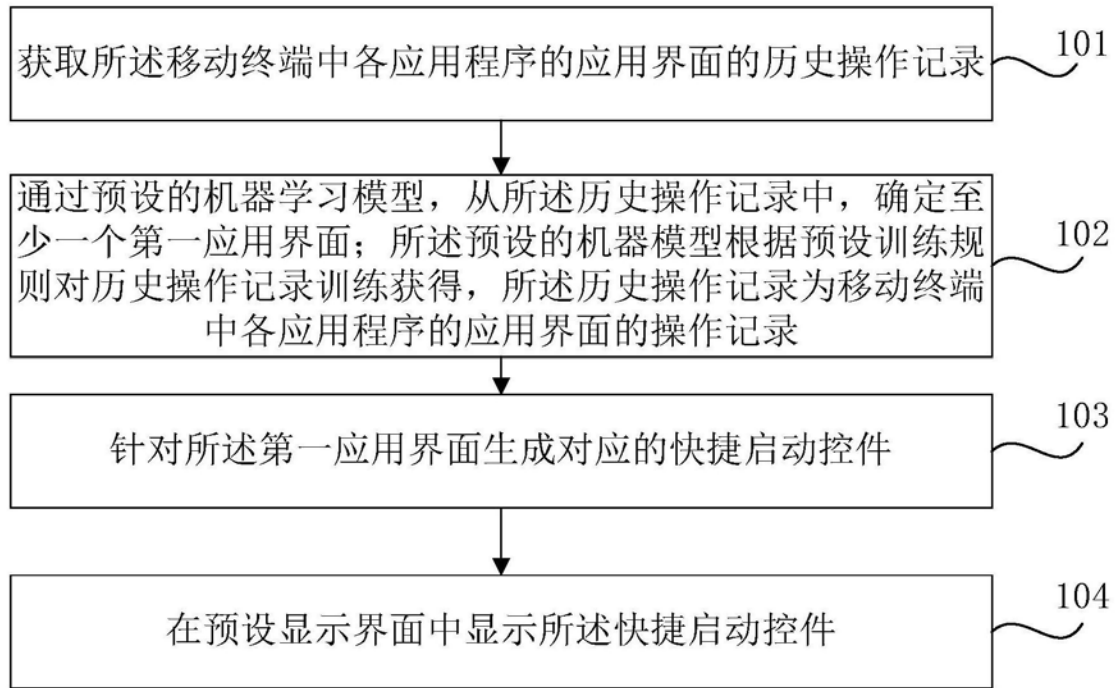 获取所述移动终端中各应用程序的应用界面的历史操作记录
101
通过预设的机器学习模型，从所述历史操作记录中，确定至
少一个第一应用界面；所述预设的机器模型根据预设训练规
则对历史操作记录训练获得，所述历史操作记录为移动终端
中各应用程序的应用界面的操作记录
102
针对所述第一应用界面生成对应的快捷启动控件
103
在预设显示界面中显示所述快捷启动控件
104